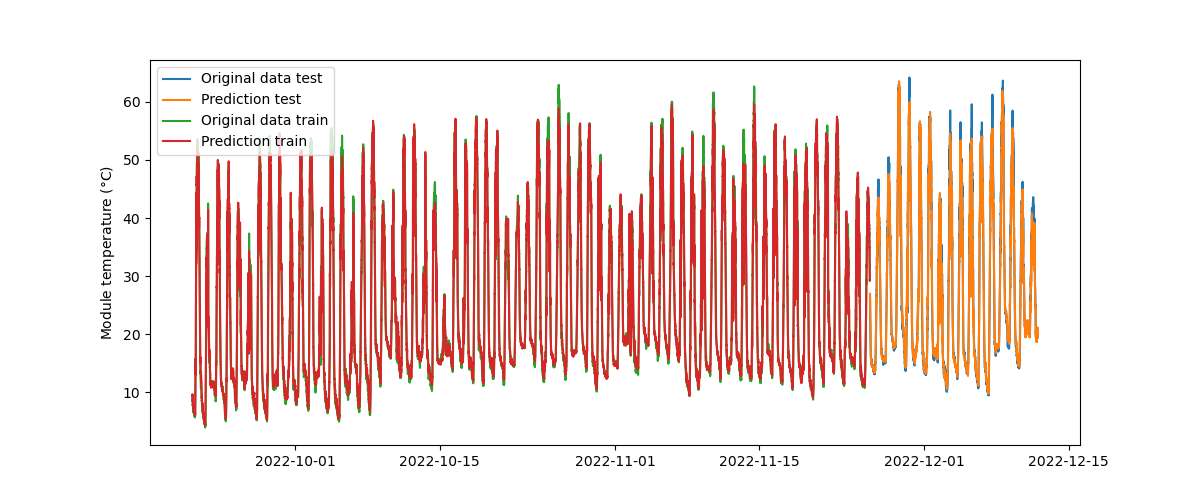 Original data test
Prediction test
Original data train
Prediction train
Module temperature (°C)
60
50
40
30
20
10
2022-10-01
2022-10-15
2022-11-01
2022-11-15
2022-12-01
2022-12-15